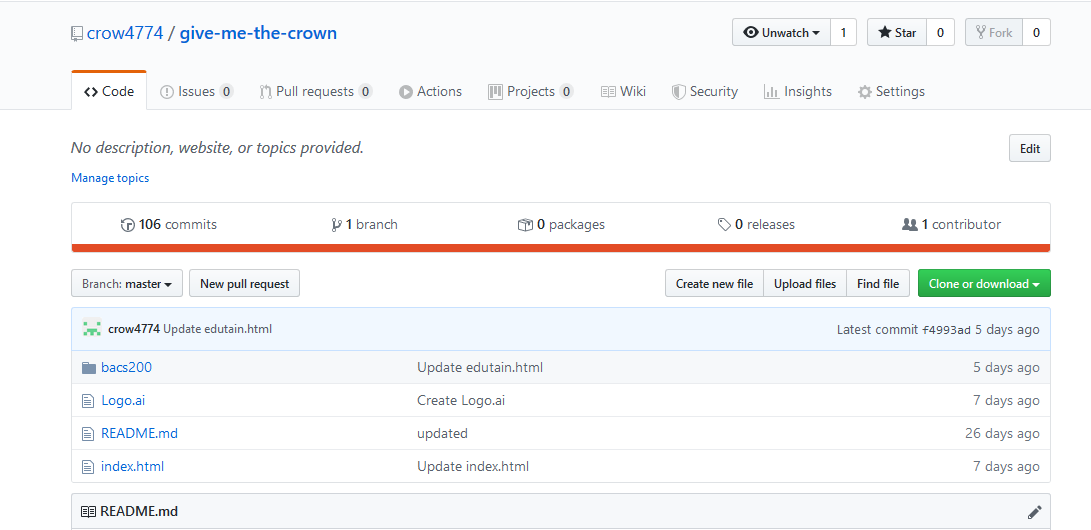 crow4774 / give-me-the-crown Unwatch 1 Star 0 Fork 0
Code Issues 0 Pull requests 0 Actions Projects 0 Wiki Security Insights Settings
No description, website, or topics provided. Edit
Manage topics
106 commits 1 branch 0 packages 0 releases 1 contributor
Branch: master New pull request Create new file Upload files Find file Clone or download
crow4774 Update edutain.html Latest commit f4993ad 5 days ago
bacs200 Update edutain.html 5 days ago
Logo.ai Create Logo.ai 7 days ago
README.md updated 26 days ago
index.html Update index.html 7 days ago
README.md